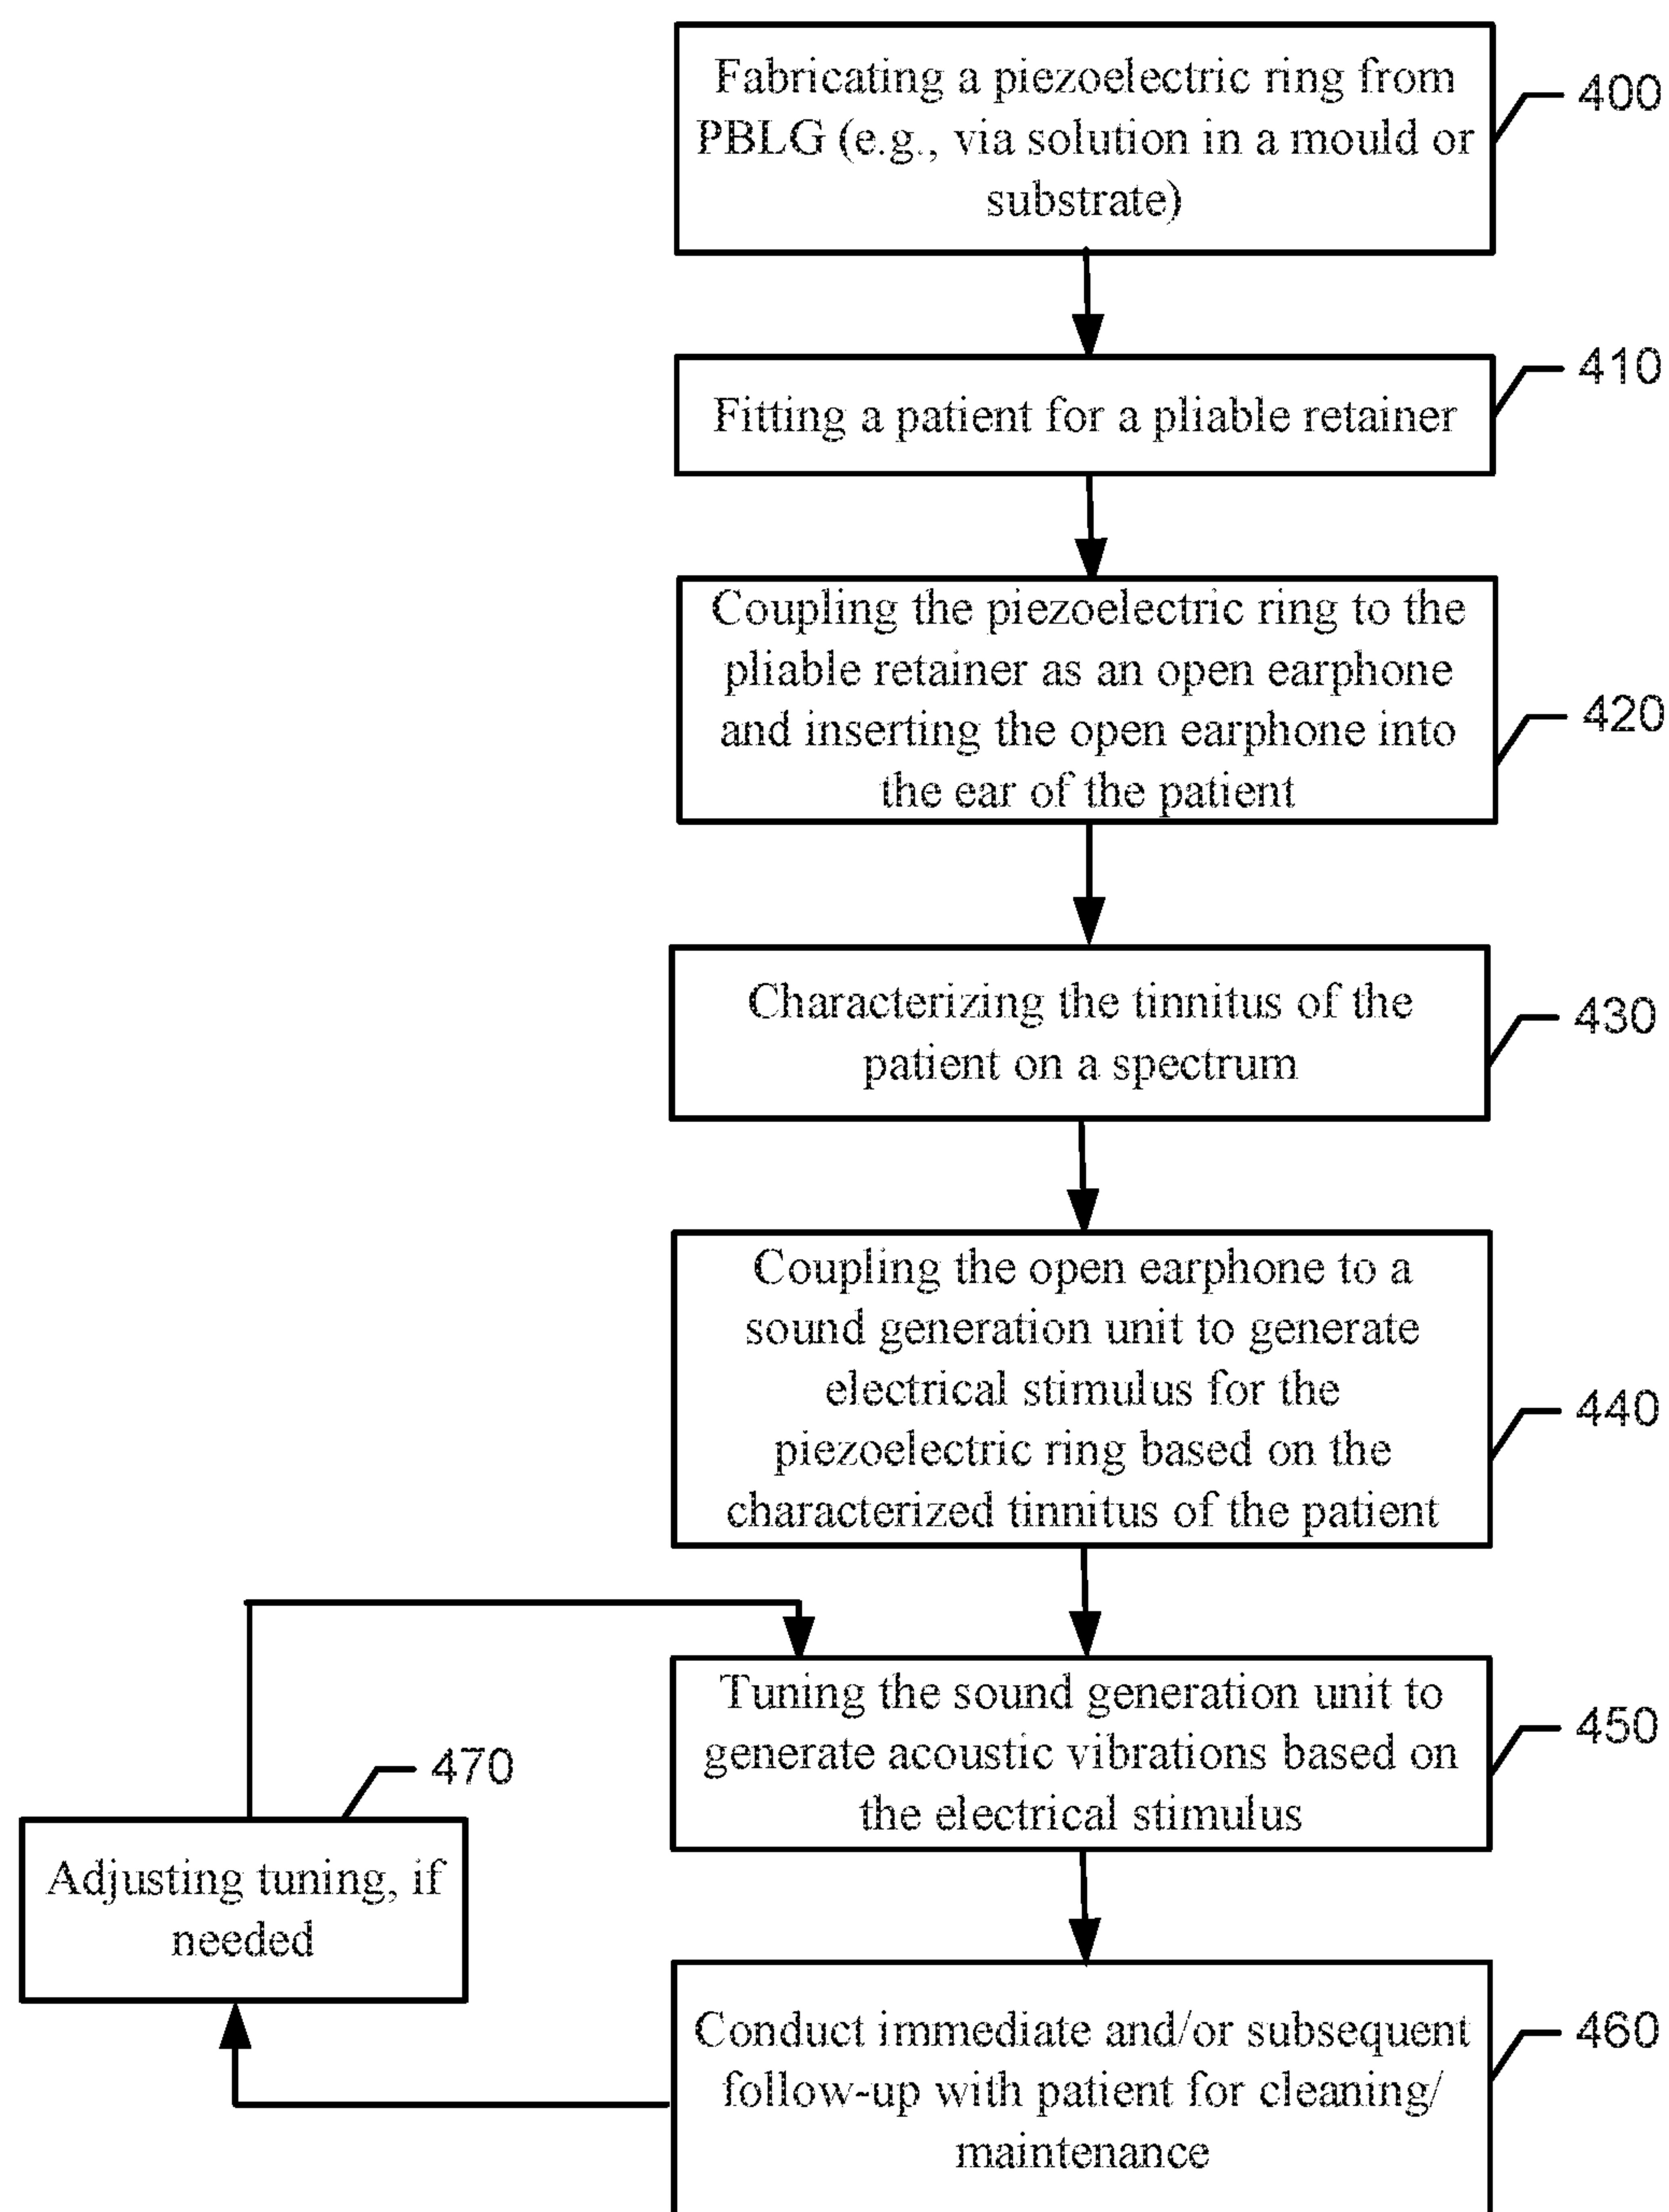 Fabricating a piezoelectric ring from
PBLG (e.g., via solution in a mould or
substrate)
400
Fitting a patient for a pliable retainer
410
Coupling the piezoelectric ring to the
pliable retainer as an open earphone
and inserting the open earphone into
the ear of the patient
420
Characterizing the tinnitus of the
patient on a spectrum
430
Coupling the open earphone to a
sound generation unit to generate
electrical stimulus for the
piezoelectric ring based on the
characterized tinnitus of the patient
440
Tuning the sound generation unit to
generate acoustic vibrations based on
the electrical stimulus
450
470
Adjusting tuning, if
needed
Conduct immediate and/or subsequent
follow-up with patient for cleaning/
maintenance
460